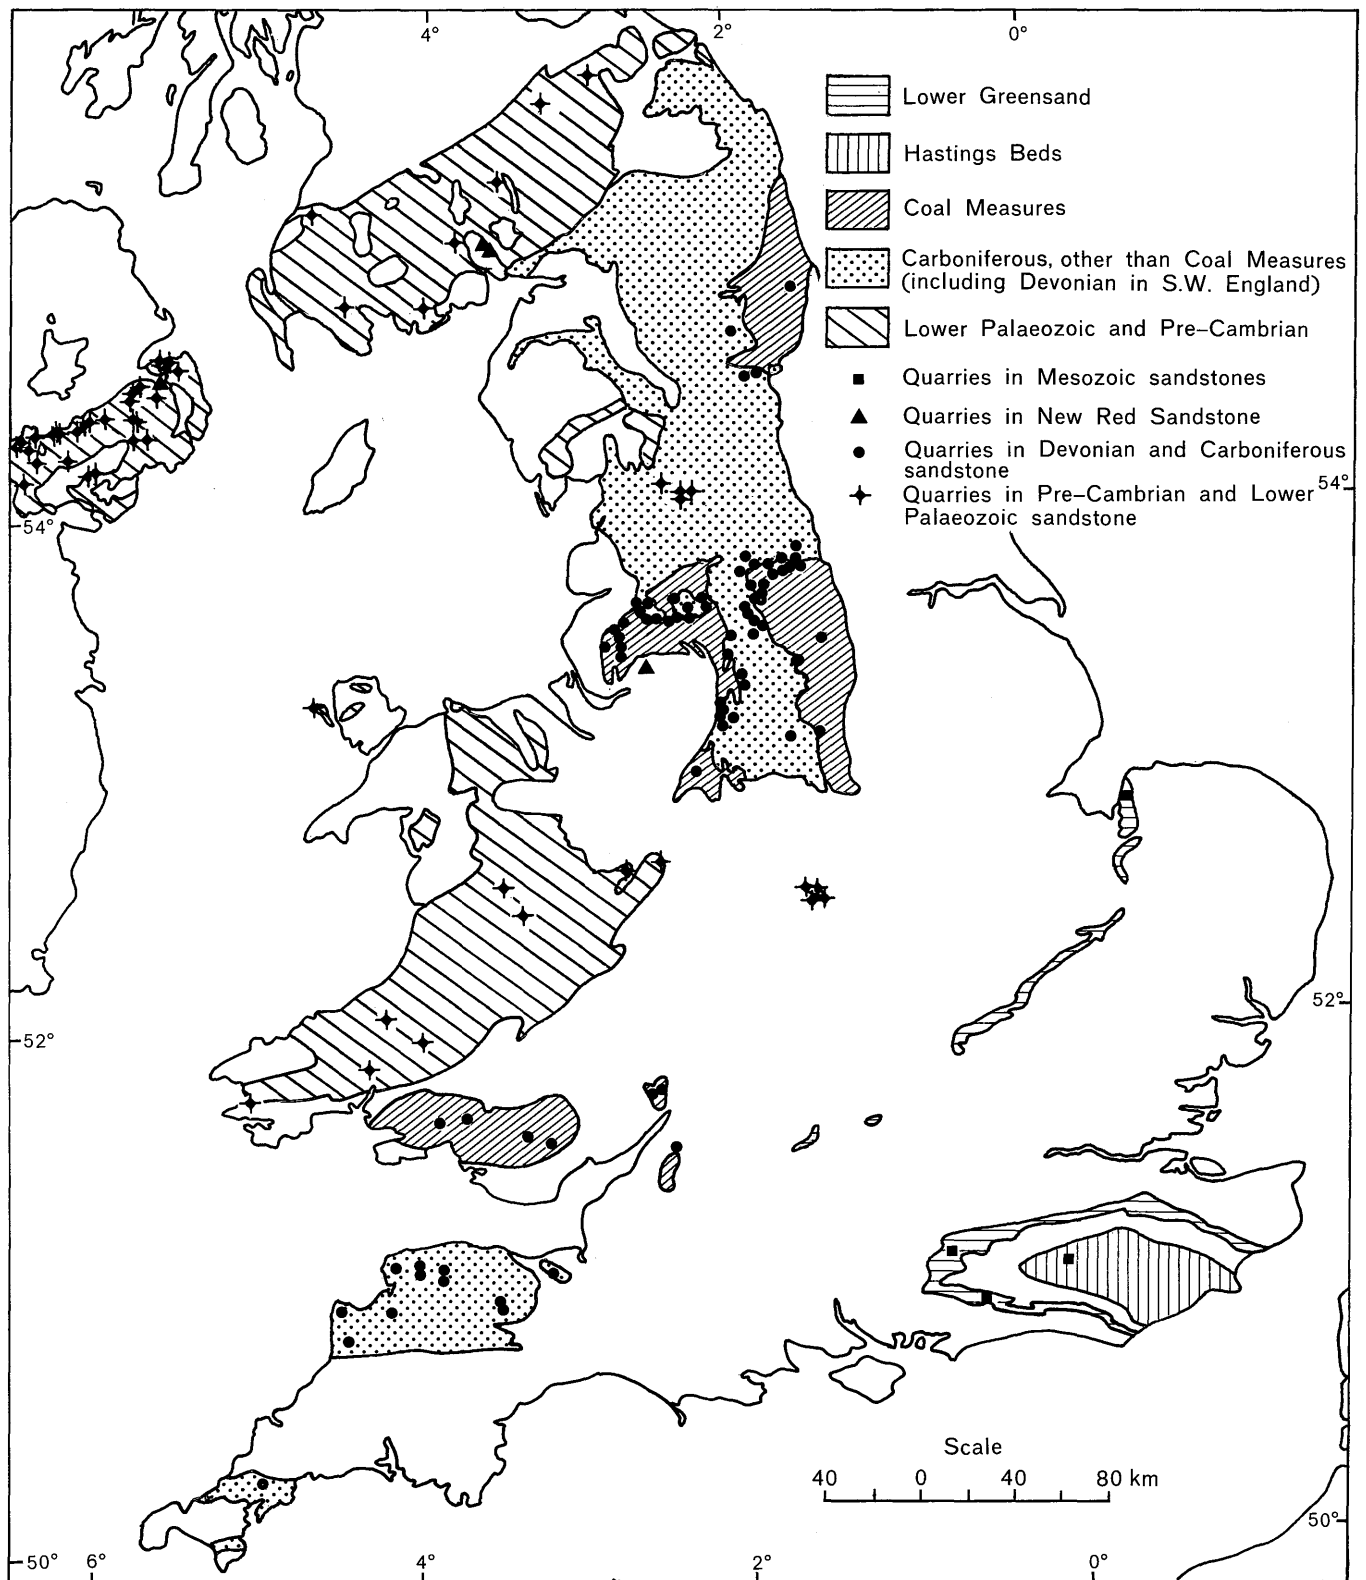 4° 2° 0°
Lower Greensand
Hastings Beds
Coal Measures
Carboniferous, other than Coal Measures
(including Devonian in S.W. England)
Lower Palaeozoic and Pre–Cambrian
Quarries in Mesozoic sandstones
Quarries in New Red Sandstone
Quarries in Devonian and Carboniferous
sandstone
Quarries in Pre–Cambrian and Lower
Palaeozoic sandstone
54°
54°
52°
52°
Scale
40 0 40 80 km
50°
50° 6° 4° 2° 0°